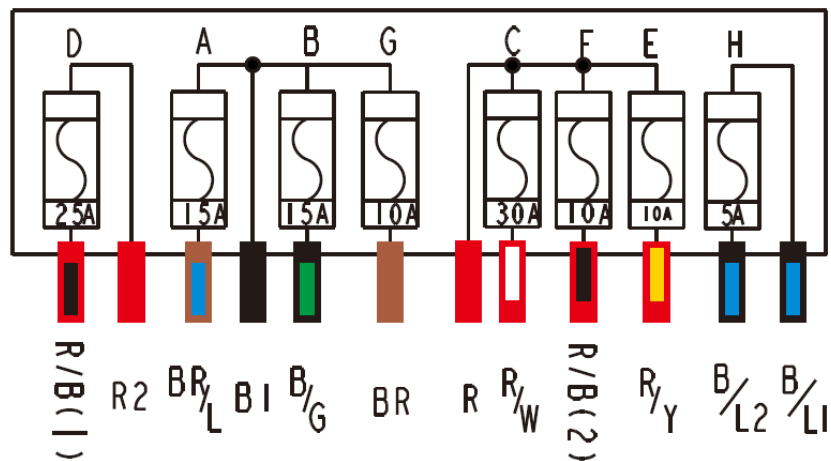 D A B G C F E H
25A 15A 15A 10A 30A 10A 10A 5A
R/B(1) R2 BR/L B1 B/G BR R R/W R/B(2) R/Y B/L2 B/L1